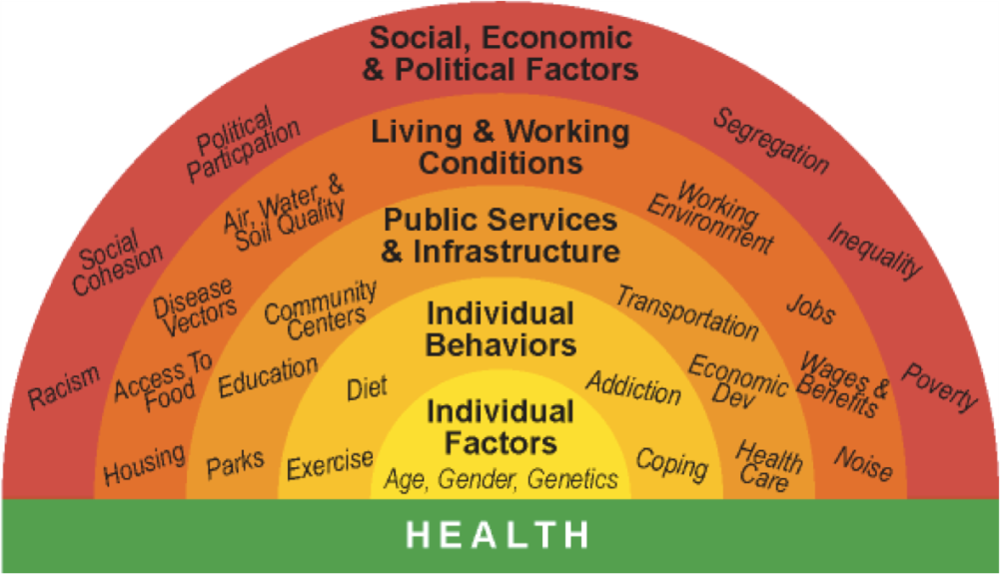 Social, Economic
& Political Factors
Political
Particpation
Segregation
Social
Cohesion
Inequality
Racism
Poverty
Living & Working
Conditions
Air, Water, &
Soil Quality
Working
Environment
Disease
Vectors
Jobs
Access To
Food
Wages &
Benefits
Housing
Noise
Public Services
& Infrastructure
Community
Centers
Transportation
Education
Economic
Dev
Parks
Health
Care
Individual
Behaviors
Diet
Addiction
Exercise
Coping
Individual
Factors
Age, Gender, Genetics
HEALTH